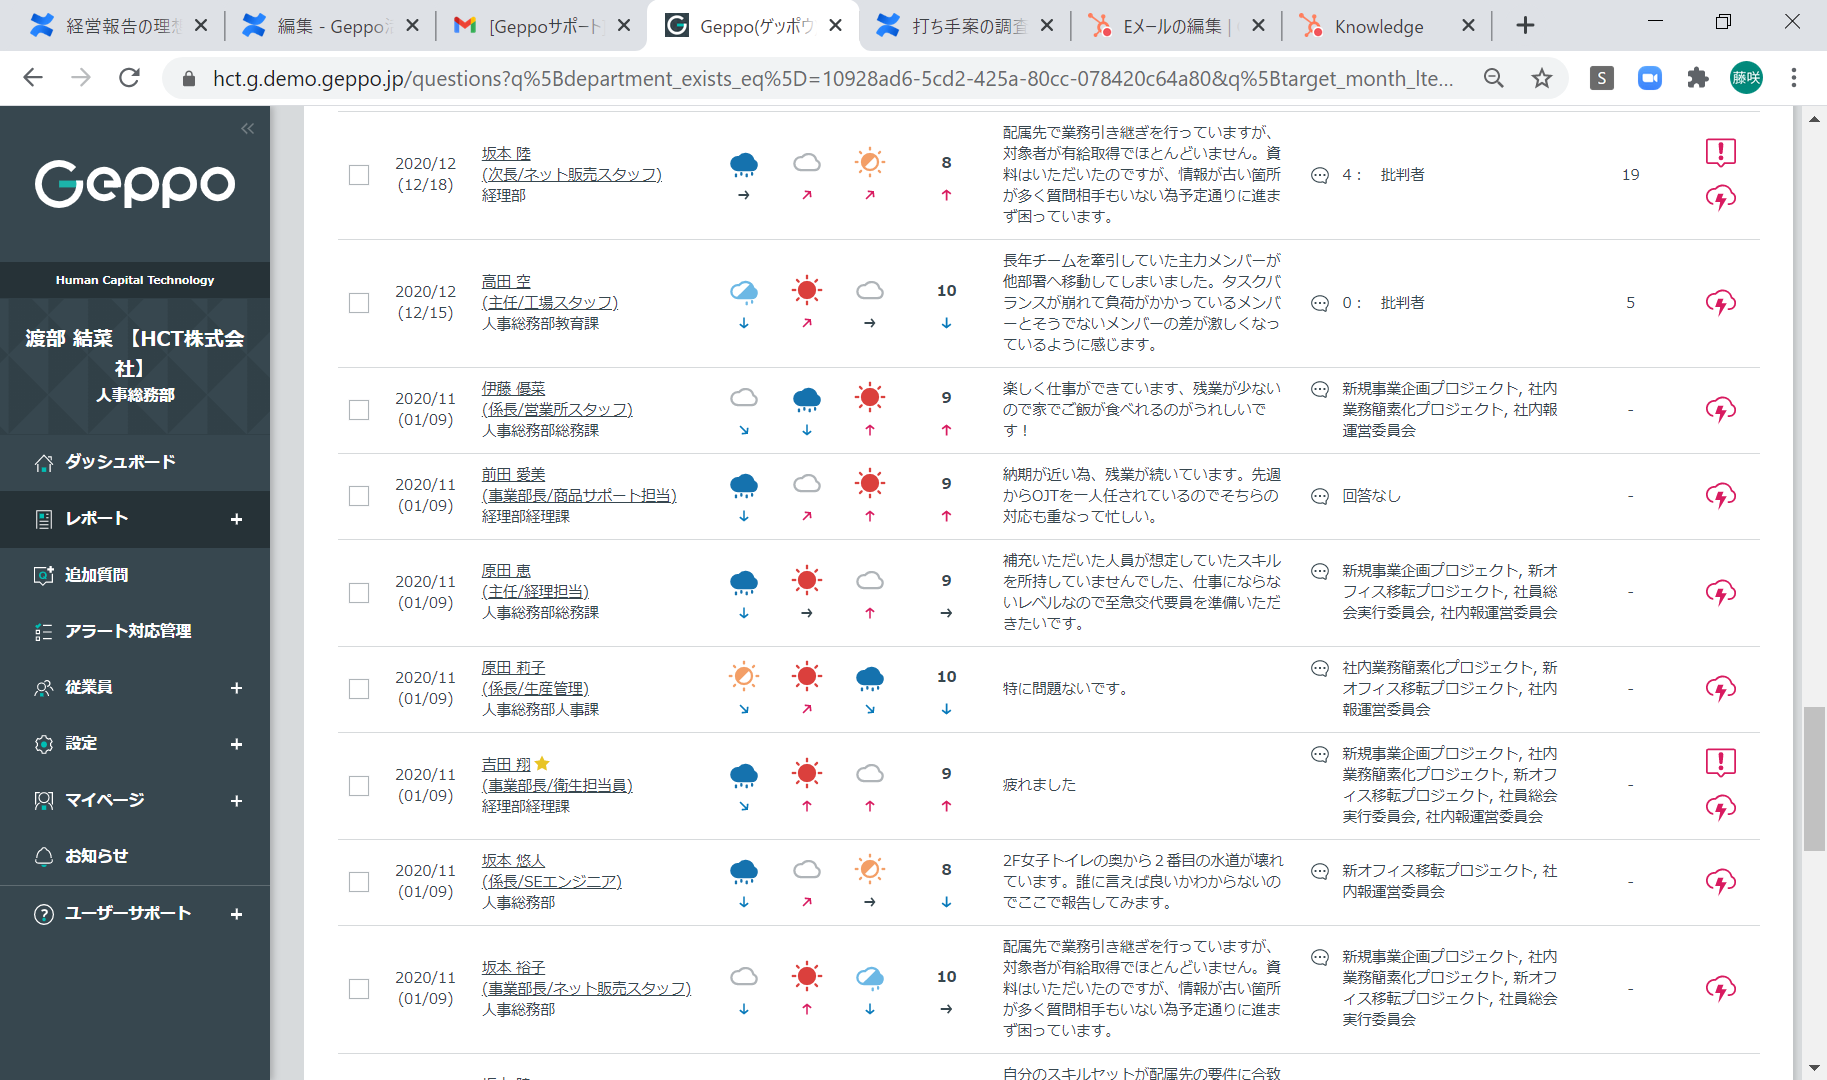 経営報告の理想
編集 - Geppo活
[Geppoサポート
Geppo(ゲッポウ
打ち手案の調査
Eメールの編集 |
Knowledge
hct.g.demo.geppo.jp/questions?q%5Bdepartment_exists_eq%5D=10928ad6-5cd2-425a-80cc-078420c64a80&q%5Btarget_month_lte...
S
藤咲
Geppo
Human Capital Technology
渡部 結菜 【HCT株式会
社】
人事総務部
ダッシュボード
レポート
追加質問
アラート対応管理
従業員
設定
マイページ
お知らせ
ユーザーサポート
2020/12
(12/18)
坂本 陸
(次長/ネット販売スタッフ)
経理部
8
配属先で業務引き継ぎを行っていますが、
対象者が有給取得でほとんどいません。資
料はいただいたのですが、情報が古い箇所
が多く質問相手もいない為予定通りに進ま
ず困っています。
4： 批判者
19
2020/12
(12/15)
高田 空
(主任/工場スタッフ)
人事総務部教育課
10
長年チームを牽引していた主力メンバーが
他部署へ移動してしまいました。タスクバ
ランスが崩れて負荷がかかっているメンバ
ーとそうでないメンバーの差が激しくなっ
ているように感じます。
0： 批判者
5
2020/11
(01/09)
伊藤 優菜
(係長/営業所スタッフ)
人事総務部総務課
9
楽しく仕事ができています、残業が少ない
ので家でご飯が食べれるのがうれしいで
す！
新規事業企画プロジェクト, 社内
業務簡素化プロジェクト, 社内報
運営委員会
-
2020/11
(01/09)
前田 愛美
(事業部長/商品サポート担当)
経理部経理課
9
納期が近い為、残業が続いています。先週
からOJTを一人任されているのでそちらの
対応も重なって忙しい。
回答なし
-
2020/11
(01/09)
原田 恵
(主任/経理担当)
人事総務部総務課
9
補充いただいた人員が想定していたスキル
を所持していませんでした、仕事にならな
いレベルなので至急交代要員を準備いただ
きたいです。
新規事業企画プロジェクト, 新オ
フィス移転プロジェクト, 社員総
会実行委員会, 社内報運営委員会
-
2020/11
(01/09)
原田 莉子
(係長/生産管理)
人事総務部人事課
10
特に問題ないです。
社内業務簡素化プロジェクト, 新
オフィス移転プロジェクト, 社内
報運営委員会
-
2020/11
(01/09)
吉田 翔
(事業部長/衛生担当員)
経理部経理課
9
疲れました
新規事業企画プロジェクト, 社内
業務簡素化プロジェクト, 新オフ
ィス移転プロジェクト, 社員総会
実行委員会, 社内報運営委員会
-
2020/11
(01/09)
坂本 悠人
(係長/SEエンジニア)
人事総務部
8
2F女子トイレの奥から２番目の水道が壊れ
ています。誰に言えば良いかわからないの
でここで報告してみます。
新オフィス移転プロジェクト, 社
内報運営委員会
-
2020/11
(01/09)
坂本 裕子
(事業部長/ネット販売スタッフ)
人事総務部
10
配属先で業務引き継ぎを行っていますが、
対象者が有給取得でほとんどいません。資
料はいただいたのですが、情報が古い箇所
が多く質問相手もいない為予定通りに進ま
ず困っています。
新規事業企画プロジェクト, 社内
業務簡素化プロジェクト, 新オフ
ィス移転プロジェクト, 社員総会
実行委員会
-
自分のスキルセットが配属先の要件に合致